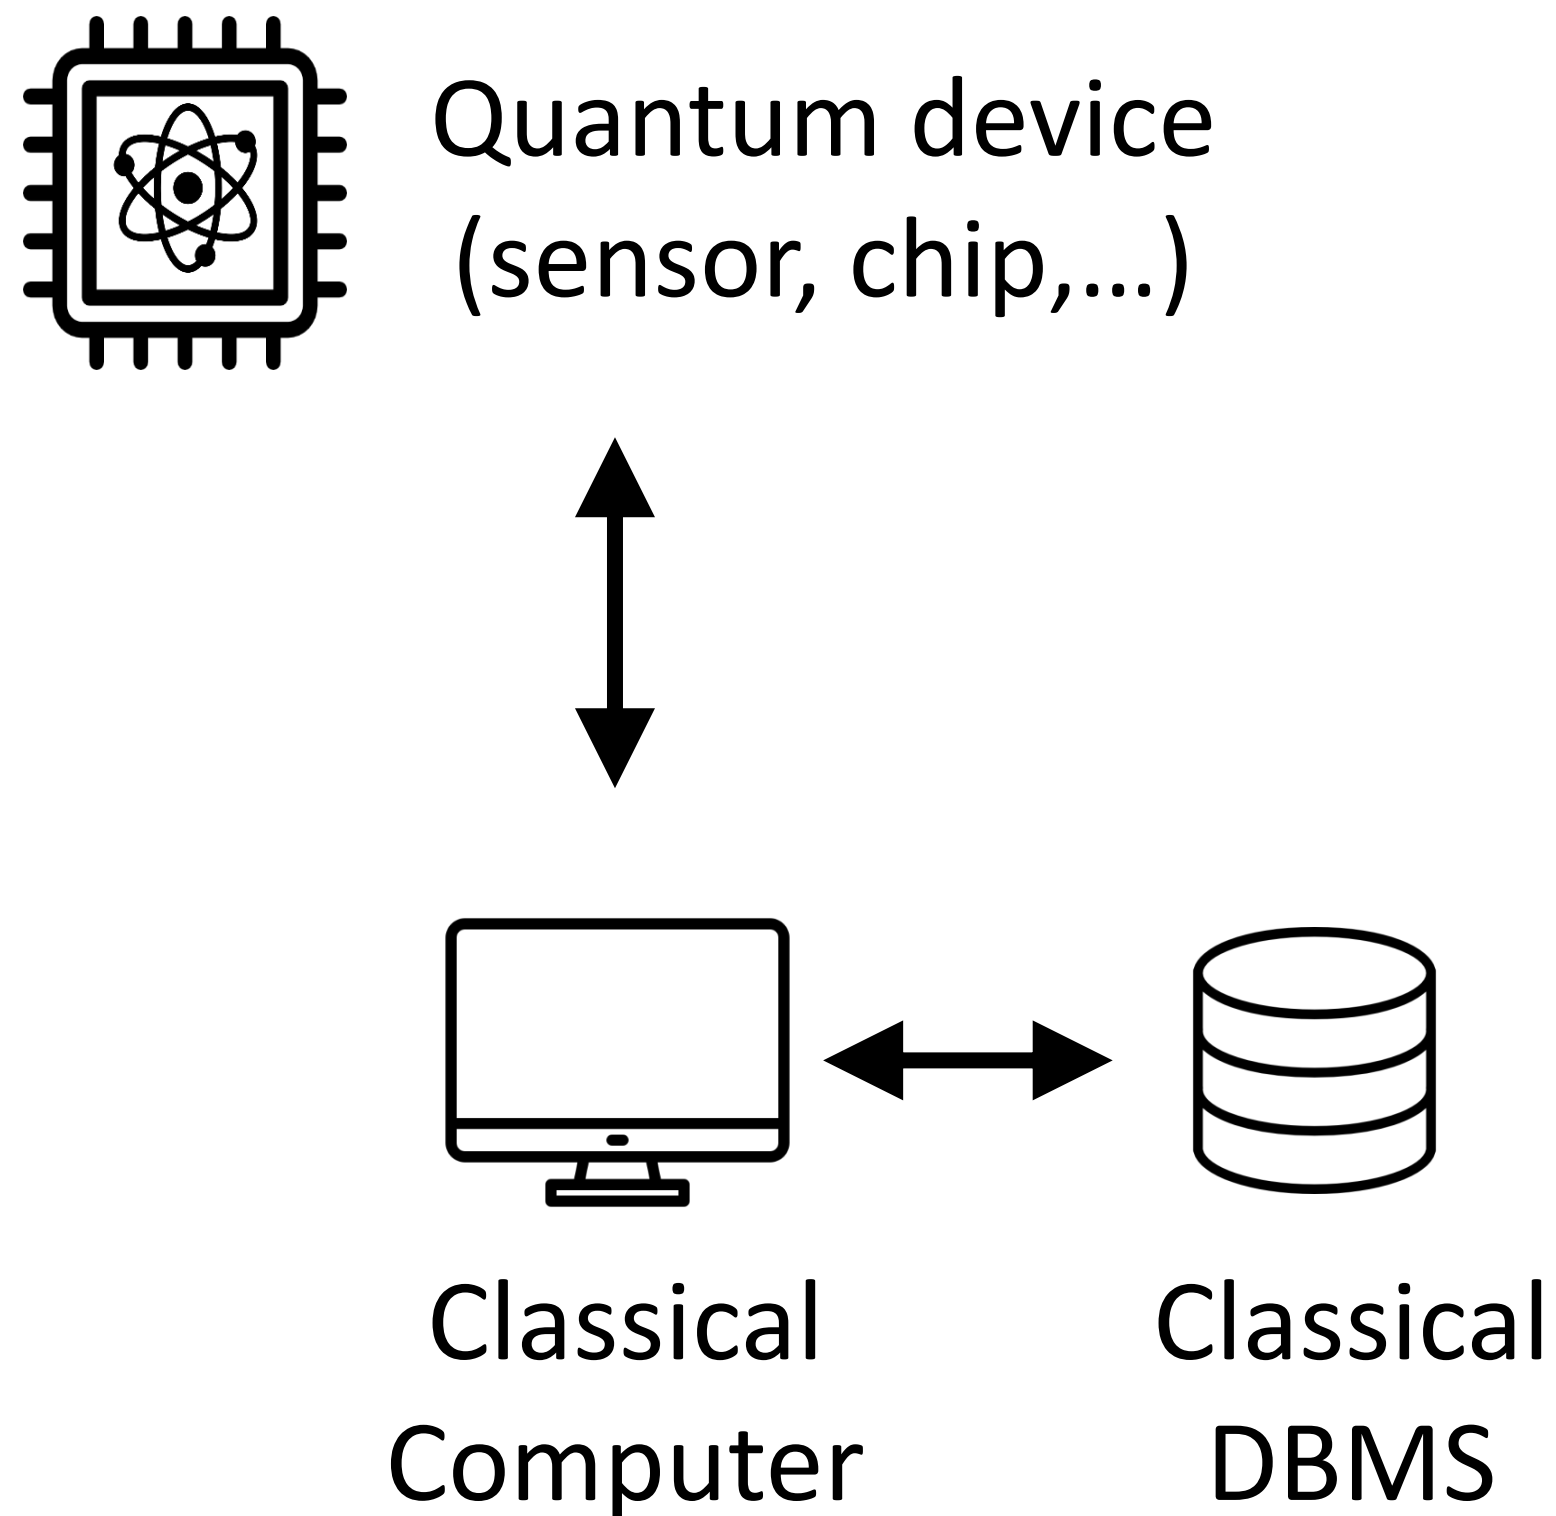 Quantum device
(sensor, chip,...)
Classical
Computer
Classical
DBMS